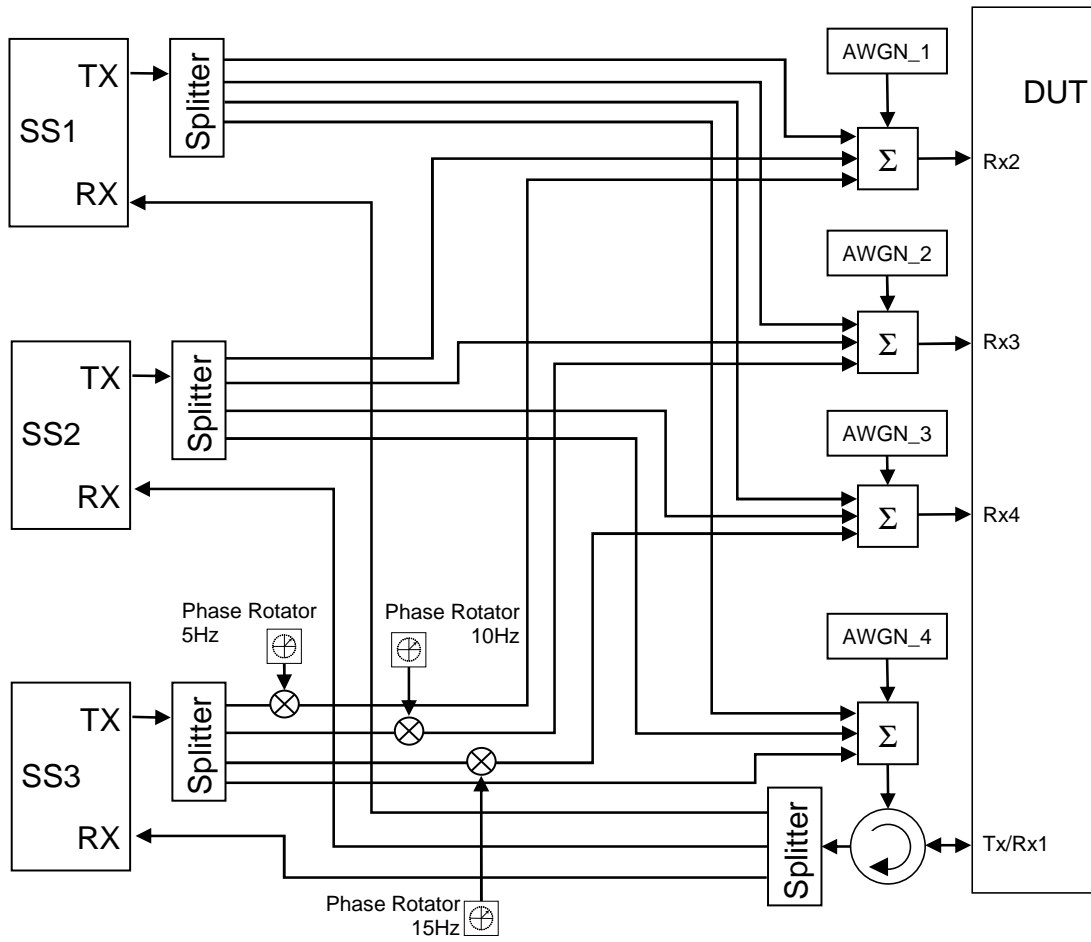 TX
SS1
RX
Splitter
AWGN_1
Σ
DUT
Rx2
AWGN_2
Σ
Rx3
TX
SS2
RX
Splitter
AWGN_3
Σ
Rx4
Phase Rotator
5Hz
Phase Rotator
10Hz
AWGN_4
Σ
TX
SS3
RX
Splitter
Splitter
Tx/Rx1
Phase Rotator
15Hz